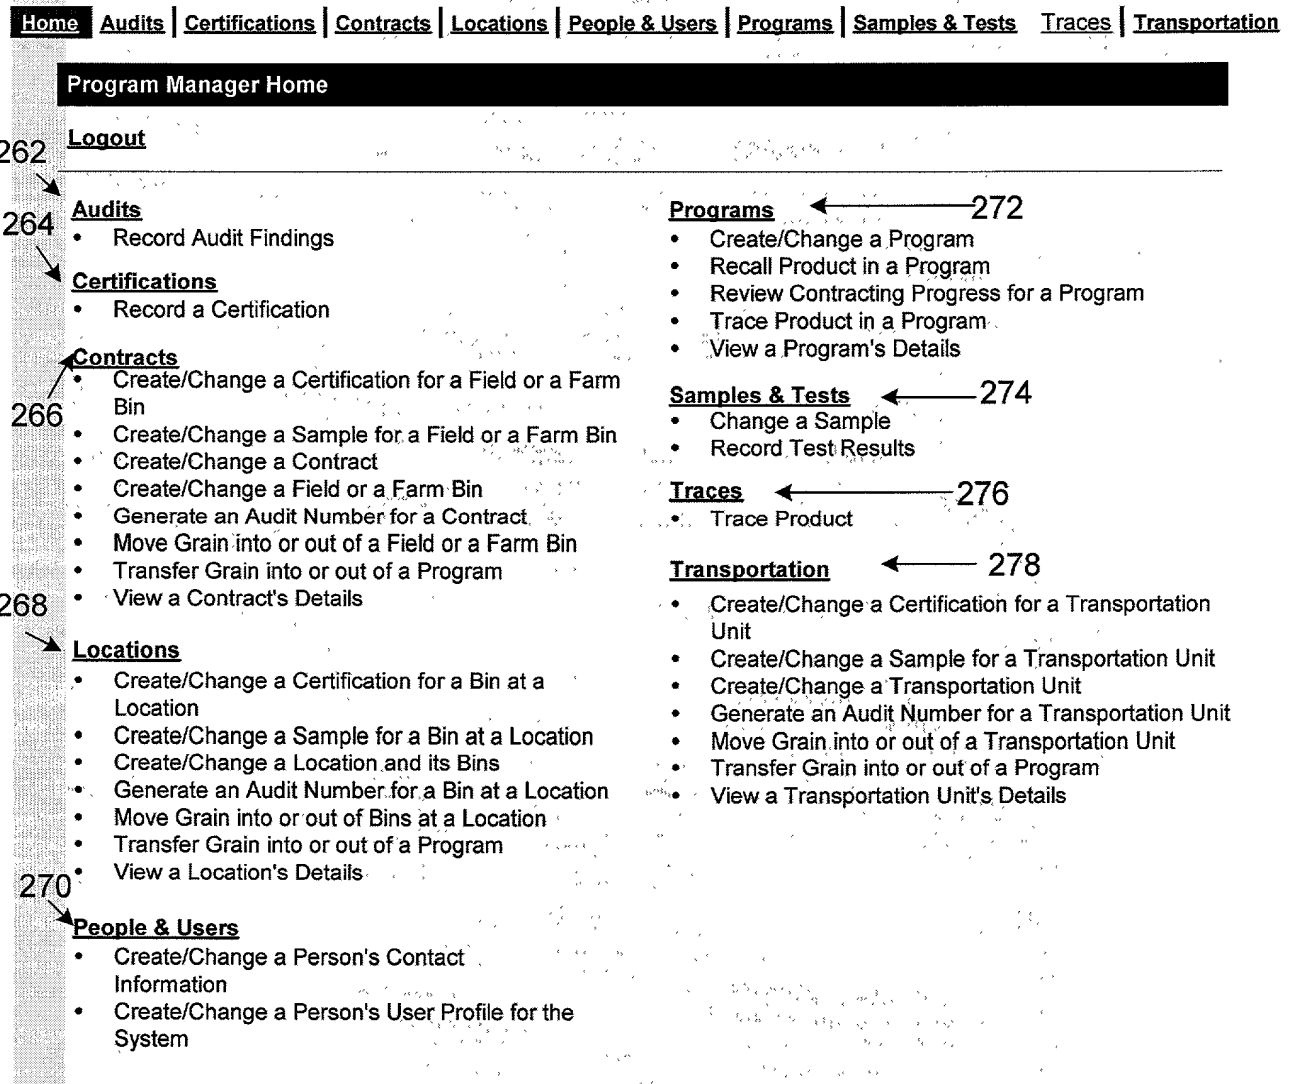 Home Audits Certifications Contracts Locations People & Users Programs Samples & Tests Traces Transportation
Program Manager Home
Logout
262
264
Audits
• Record Audit Findings
Certifications
• Record a Certification
Contracts
266
• Create/Change a Certification for a Field or a Farm
Bin
• Create/Change a Sample for a Field or a Farm Bin
• Create/Change a Contract
• Create/Change a Field or a Farm Bin
• Generate an Audit Number for a Contract
• Move Grain into or out of a Field or a Farm Bin
• Transfer Grain into or out of a Program
• View a Contract's Details
268
Locations
• Create/Change a Certification for a Bin at a
Location
• Create/Change a Sample for a Bin at a Location
• Create/Change a Location and its Bins
• Generate an Audit Number for a Bin at a Location
• Move Grain into or out of Bins at a Location
• Transfer Grain into or out of a Program
• View a Location's Details
270
People & Users
• Create/Change a Person's Contact
Information
• Create/Change a Person's User Profile for the
System
Programs 272
• Create/Change a Program
• Recall Product in a Program
• Review Contracting Progress for a Program
• Trace Product in a Program
• View a Program's Details
Samples & Tests 274
• Change a Sample
• Record Test Results
Traces 276
• Trace Product
Transportation 278
• Create/Change a Certification for a Transportation
Unit
• Create/Change a Sample for a Transportation Unit
• Create/Change a Transportation Unit
• Generate an Audit Number for a Transportation Unit
• Move Grain into or out of a Transportation Unit
• Transfer Grain into or out of a Program
• View a Transportation Unit's Details